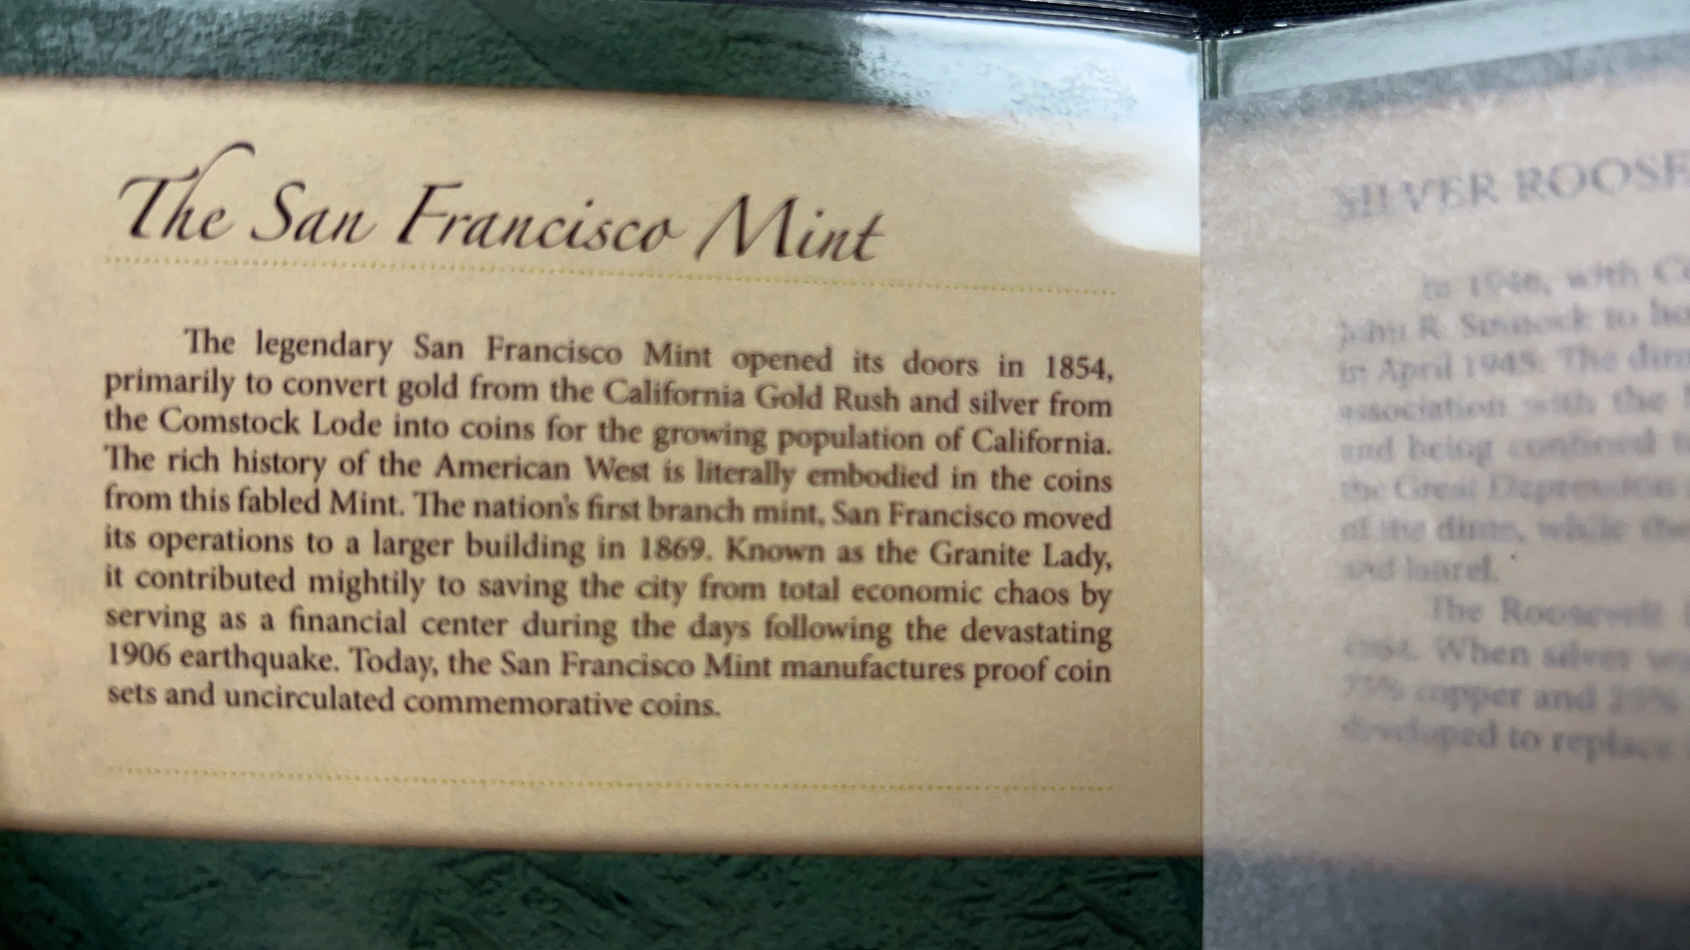 The San Francisco Mint
The legendary San Francisco Mint opened its doors in 1854,
primarily to convert gold from the California Gold Rush and silver from
the Comstock Lode into coins for the growing population of California.
The rich history of the American West is literally embodied in the coins
from this fabled Mint. The nation's first branch mint, San Francisco moved
its operations to a larger building in 1869. Known as the Granite Lady,
it contributed mightily to saving the city from total economic chaos by
serving as a financial center during the days following the devastating
1906 earthquake. Today, the San Francisco Mint manufactures proof coin
sets and uncirculated commemorative coins.
SILVER
in 1946, with
John R. Sinnock to
in April 1945. The
association with the
and being confined
the Great Depression
of the dime, while
and laurel.
The Roosevelt
cost. When silver
75% copper and 25%
developed to replace